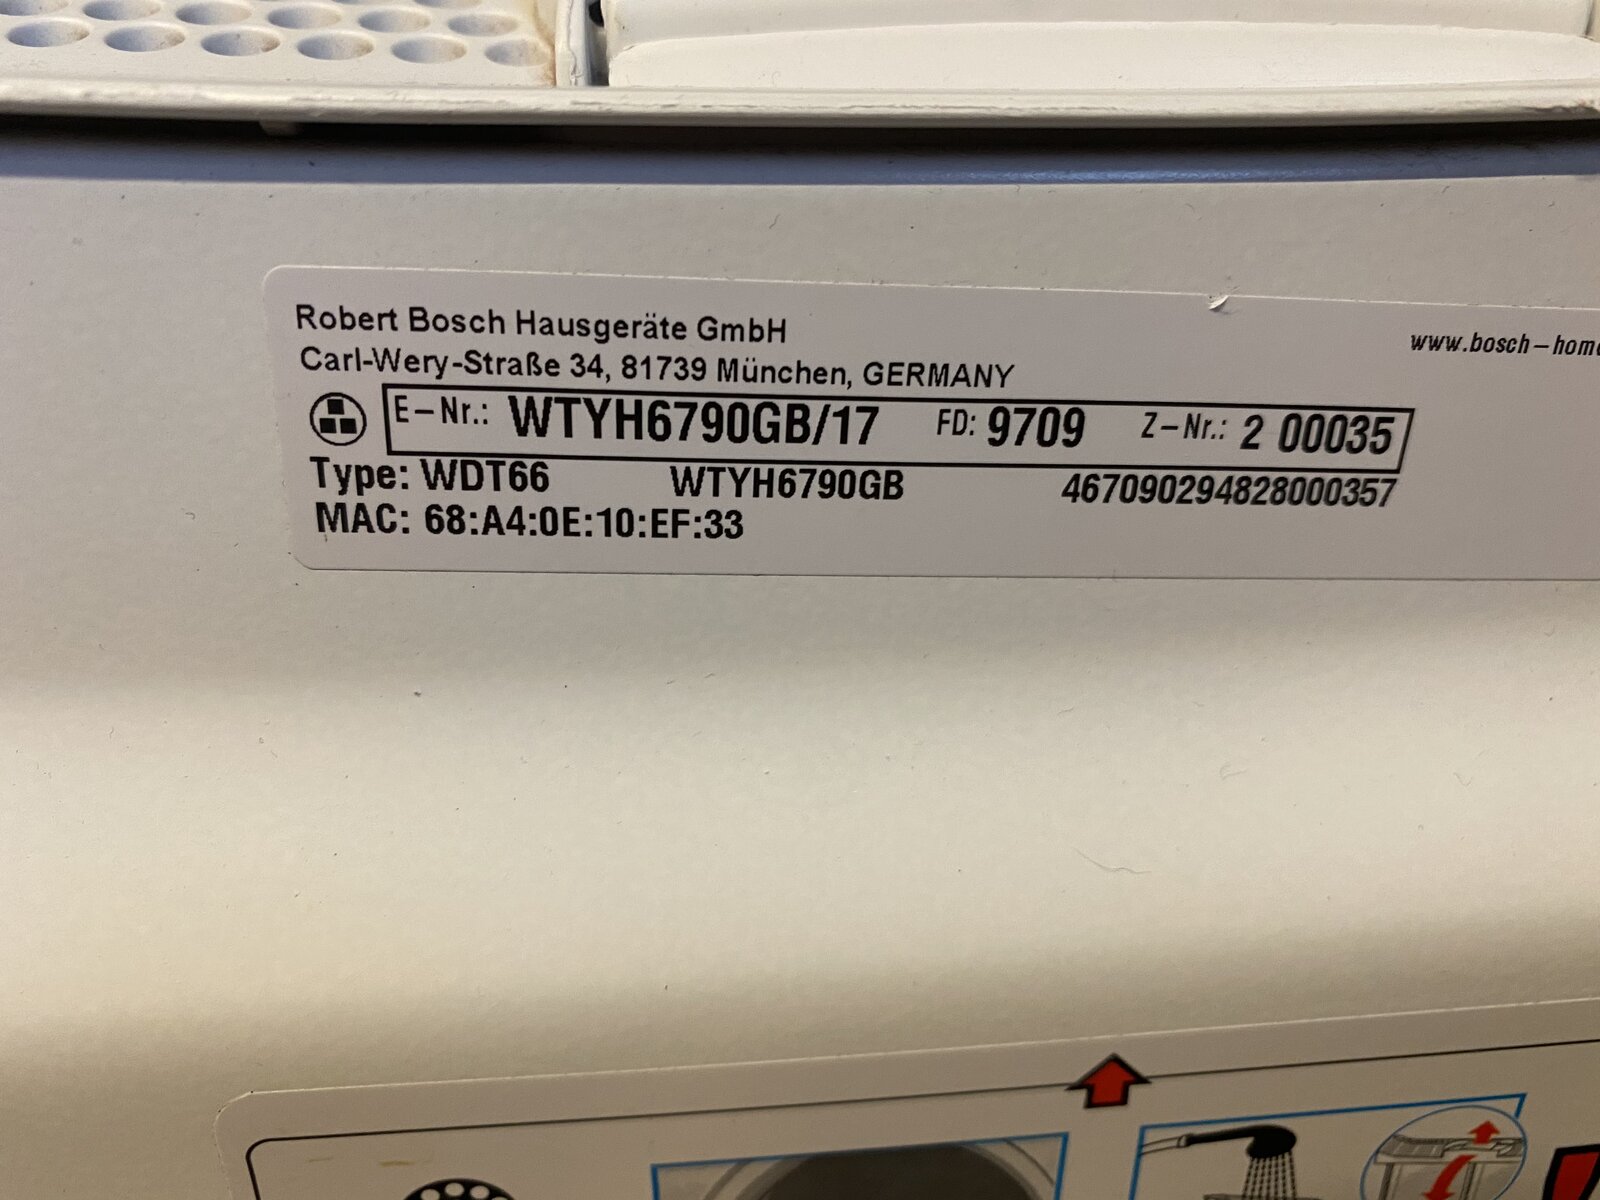 Robert Bosch Hausgeräte GmbH
www.bosch-home
Carl-Wery-Straße 34, 81739 München, GERMANY
E-Nr.: WTYH6790GB/17 FD: 9709 Z-Nr.: 2 00035
Type: WDT66 WTYH6790GB 467090294828000357
MAC: 68:A4:0E:10:EF:33